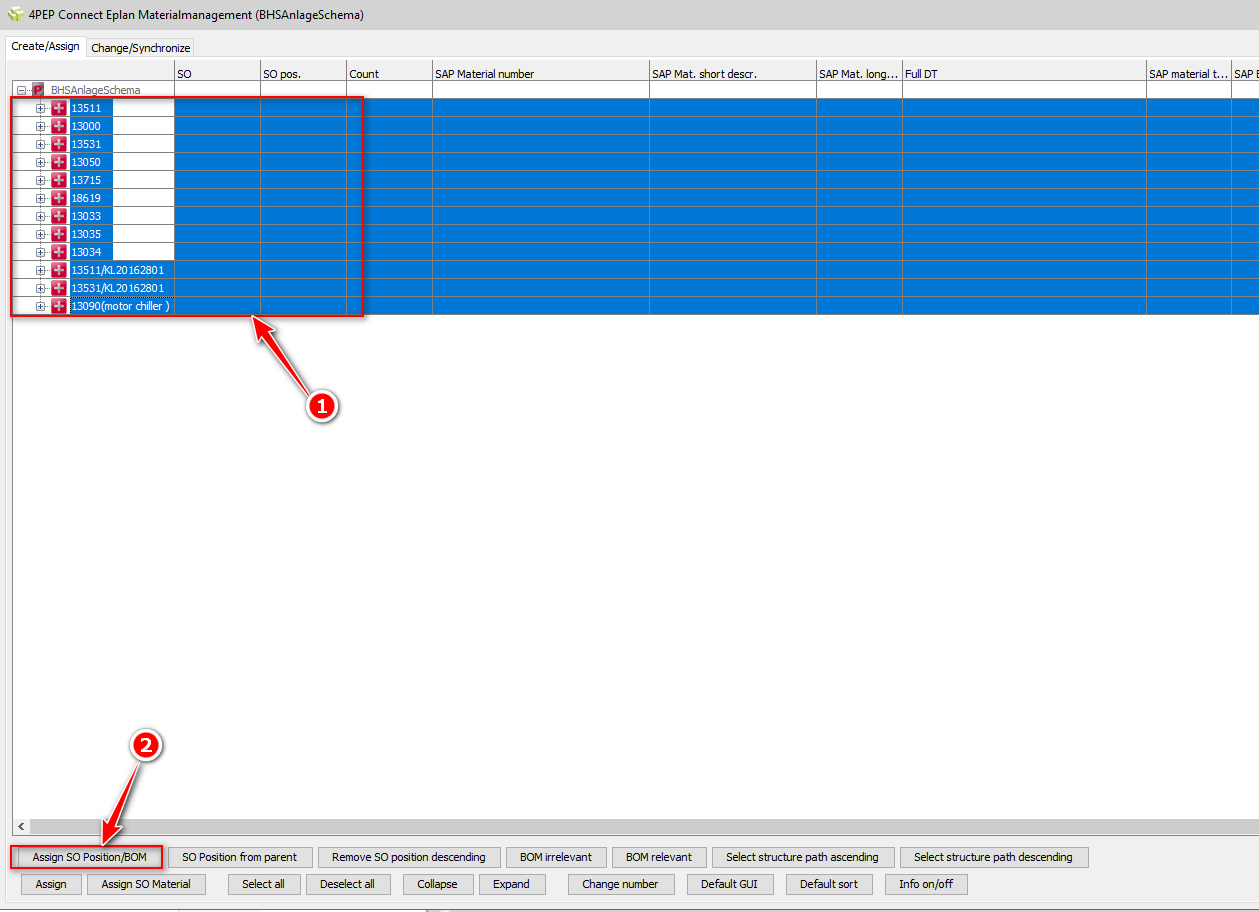 4PEP Connect Eplan Materialmanagement (BHSAnlageSchema)
Create/Assign Change/Synchronize
SO SO pos. Count SAP Material number SAP Mat. short descr. SAP Mat. long... Full DT SAP material t... SAP
BHSAnlageSchema
13511
13000
13531
13050
13715
18619
13033
13035
13034
13511/KL20162801
13531/KL20162801
13090(motor chiller )
1
2
Assign SO Position/BOM SO Position from parent Remove SO position descending BOM irrelevant BOM relevant Select structure path ascending Select structure path descending
Assign Assign SO Material Select all Deselect all Collapse Expand Change number Default GUI Default sort Info on/off